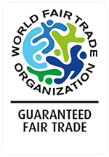 WORLD FAIR TRADE
ORGANIZATION
GUARANTEED
FAIR TRADE